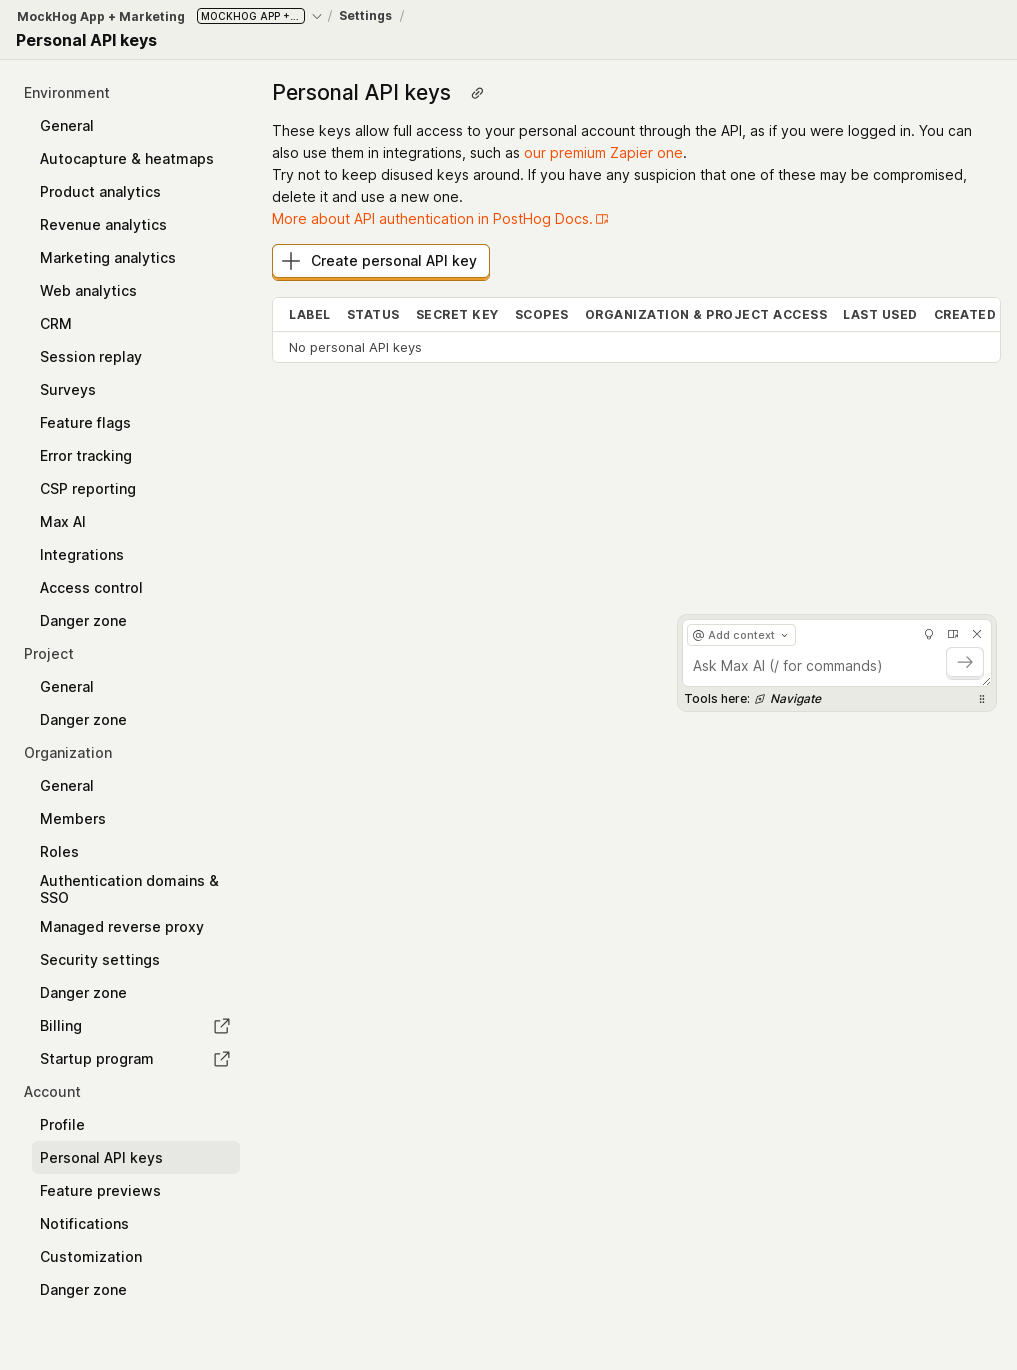 MockHog App + Marketing MOCKHOG APP +... / Settings /
Personal API keys
Environment
General
Autocapture & heatmaps
Product analytics
Revenue analytics
Marketing analytics
Web analytics
CRM
Session replay
Surveys
Feature flags
Error tracking
CSP reporting
Max AI
Integrations
Access control
Danger zone
Project
General
Danger zone
Organization
General
Members
Roles
Authentication domains &
SSO
Managed reverse proxy
Security settings
Danger zone
Billing
Startup program
Account
Profile
Personal API keys
Feature previews
Notifications
Customization
Danger zone
Personal API keys
These keys allow full access to your personal account through the API, as if you were logged in. You can
also use them in integrations, such as our premium Zapier one.
Try not to keep disused keys around. If you have any suspicion that one of these may be compromised,
delete it and use a new one.
More about API authentication in PostHog Docs.
Create personal API key
LABEL STATUS SECRET KEY SCOPES ORGANIZATION & PROJECT ACCESS LAST USED CREATED
No personal API keys
@ Add context
Ask Max AI (/ for commands)
Tools here: Navigate